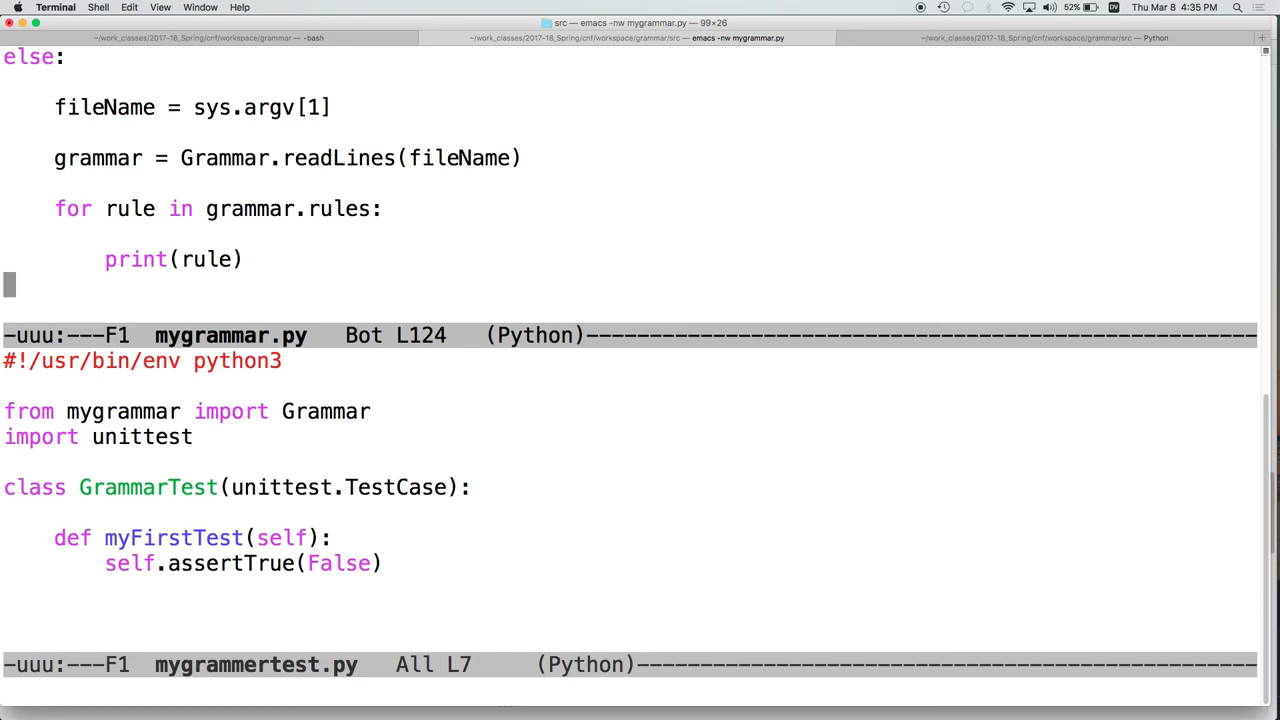 Terminal Shell Edit View Window Help 52% DV Thu Mar 8 4:35 PM
src — emacs -nw mygrammar.py — 99×26
~/work_classes/2017-18_Spring/cnf/workspace/grammar — -bash ~/work_classes/2017-18_Spring/cnf/workspace/grammar/src — emacs -nw mygrammar.py ~/work_classes/2017-18_Spring/cnf/workspace/grammar/src — Python +
else:
fileName = sys.argv[1]
grammar = Grammar.readLines(fileName)
for rule in grammar.rules:
print(rule)
-uuu:---F1 mygrammar.py Bot L124 (Python)-----------------------------------------------------
#!/usr/bin/env python3
from mygrammar import Grammar
import unittest
class GrammarTest(unittest.TestCase):
def myFirstTest(self):
self.assertTrue(False)
-uuu:---F1 mygrammertest.py All L7 (Python)-------------------------------------------------